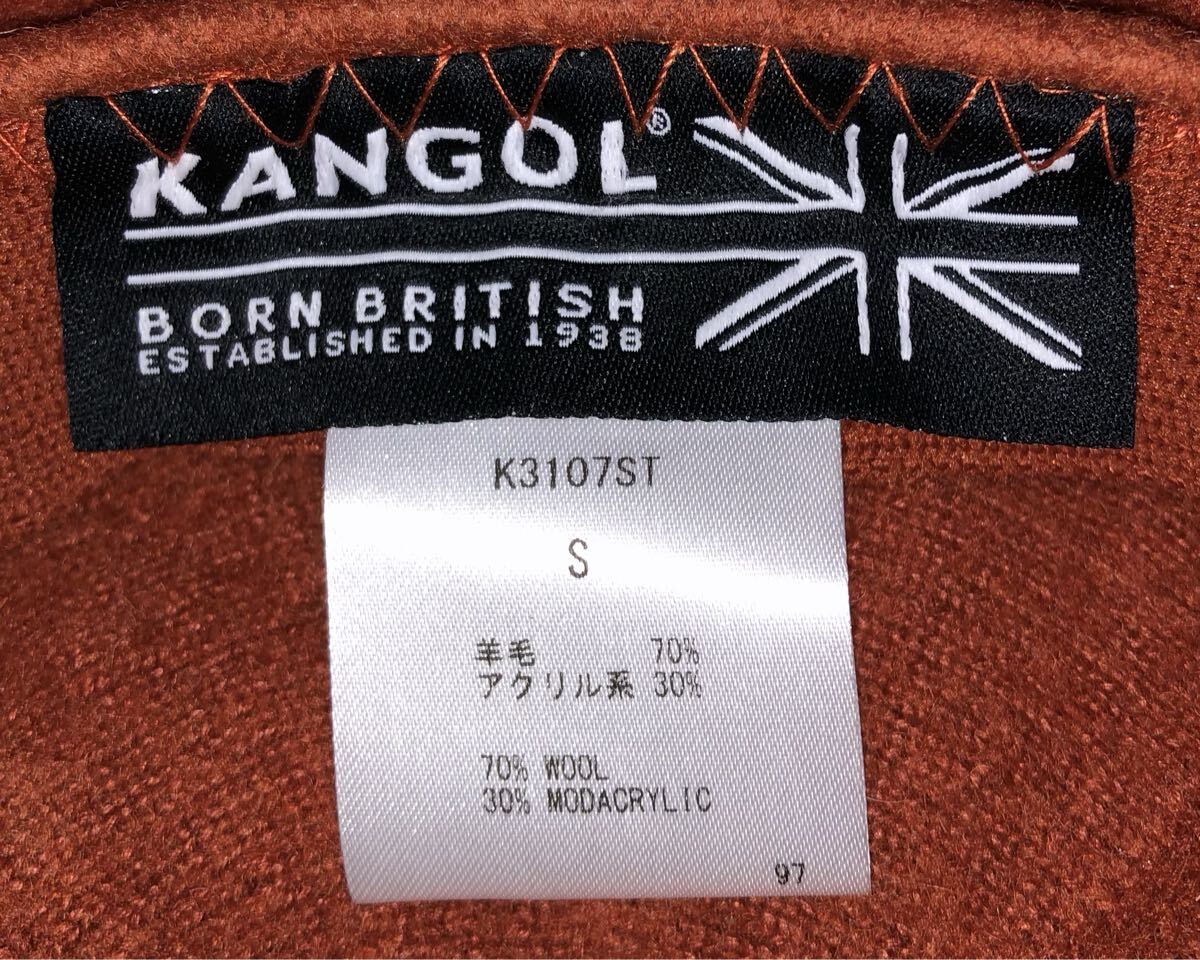 KANGOL®
BORN BRITISH
ESTABLISHED IN 1938
K3107ST
S
羊毛 70%
アクリル系 30%
70% WOOL
30% MODACRYLIC
97